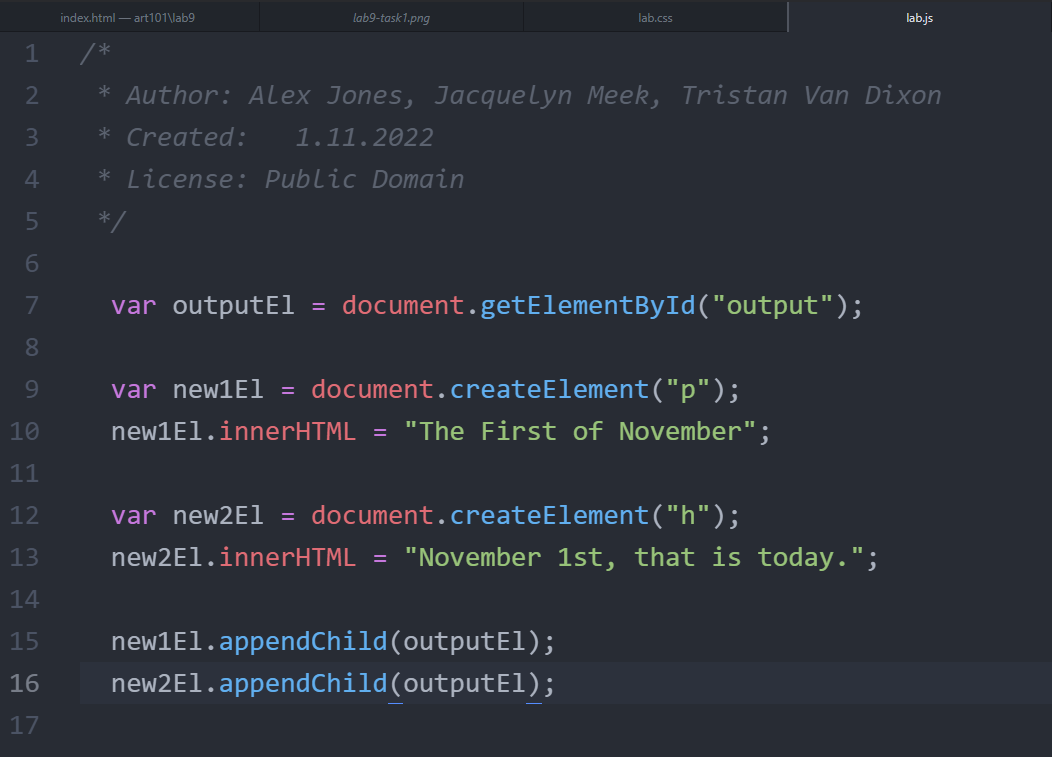 index.html — art101\lab9
lab9-task1.png
lab.css
lab.js
1 /*
2  * Author: Alex Jones, Jacquelyn Meek, Tristan Van Dixon
3  * Created:   1.11.2022
4  * License: Public Domain
5  */
6
7   var outputEl = document.getElementById("output");
8
9   var new1El = document.createElement("p");
10   new1El.innerHTML = "The First of November";
11
12   var new2El = document.createElement("h");
13   new2El.innerHTML = "November 1st, that is today.";
14
15   new1El.appendChild(outputEl);
16   new2El.appendChild(outputEl);
17